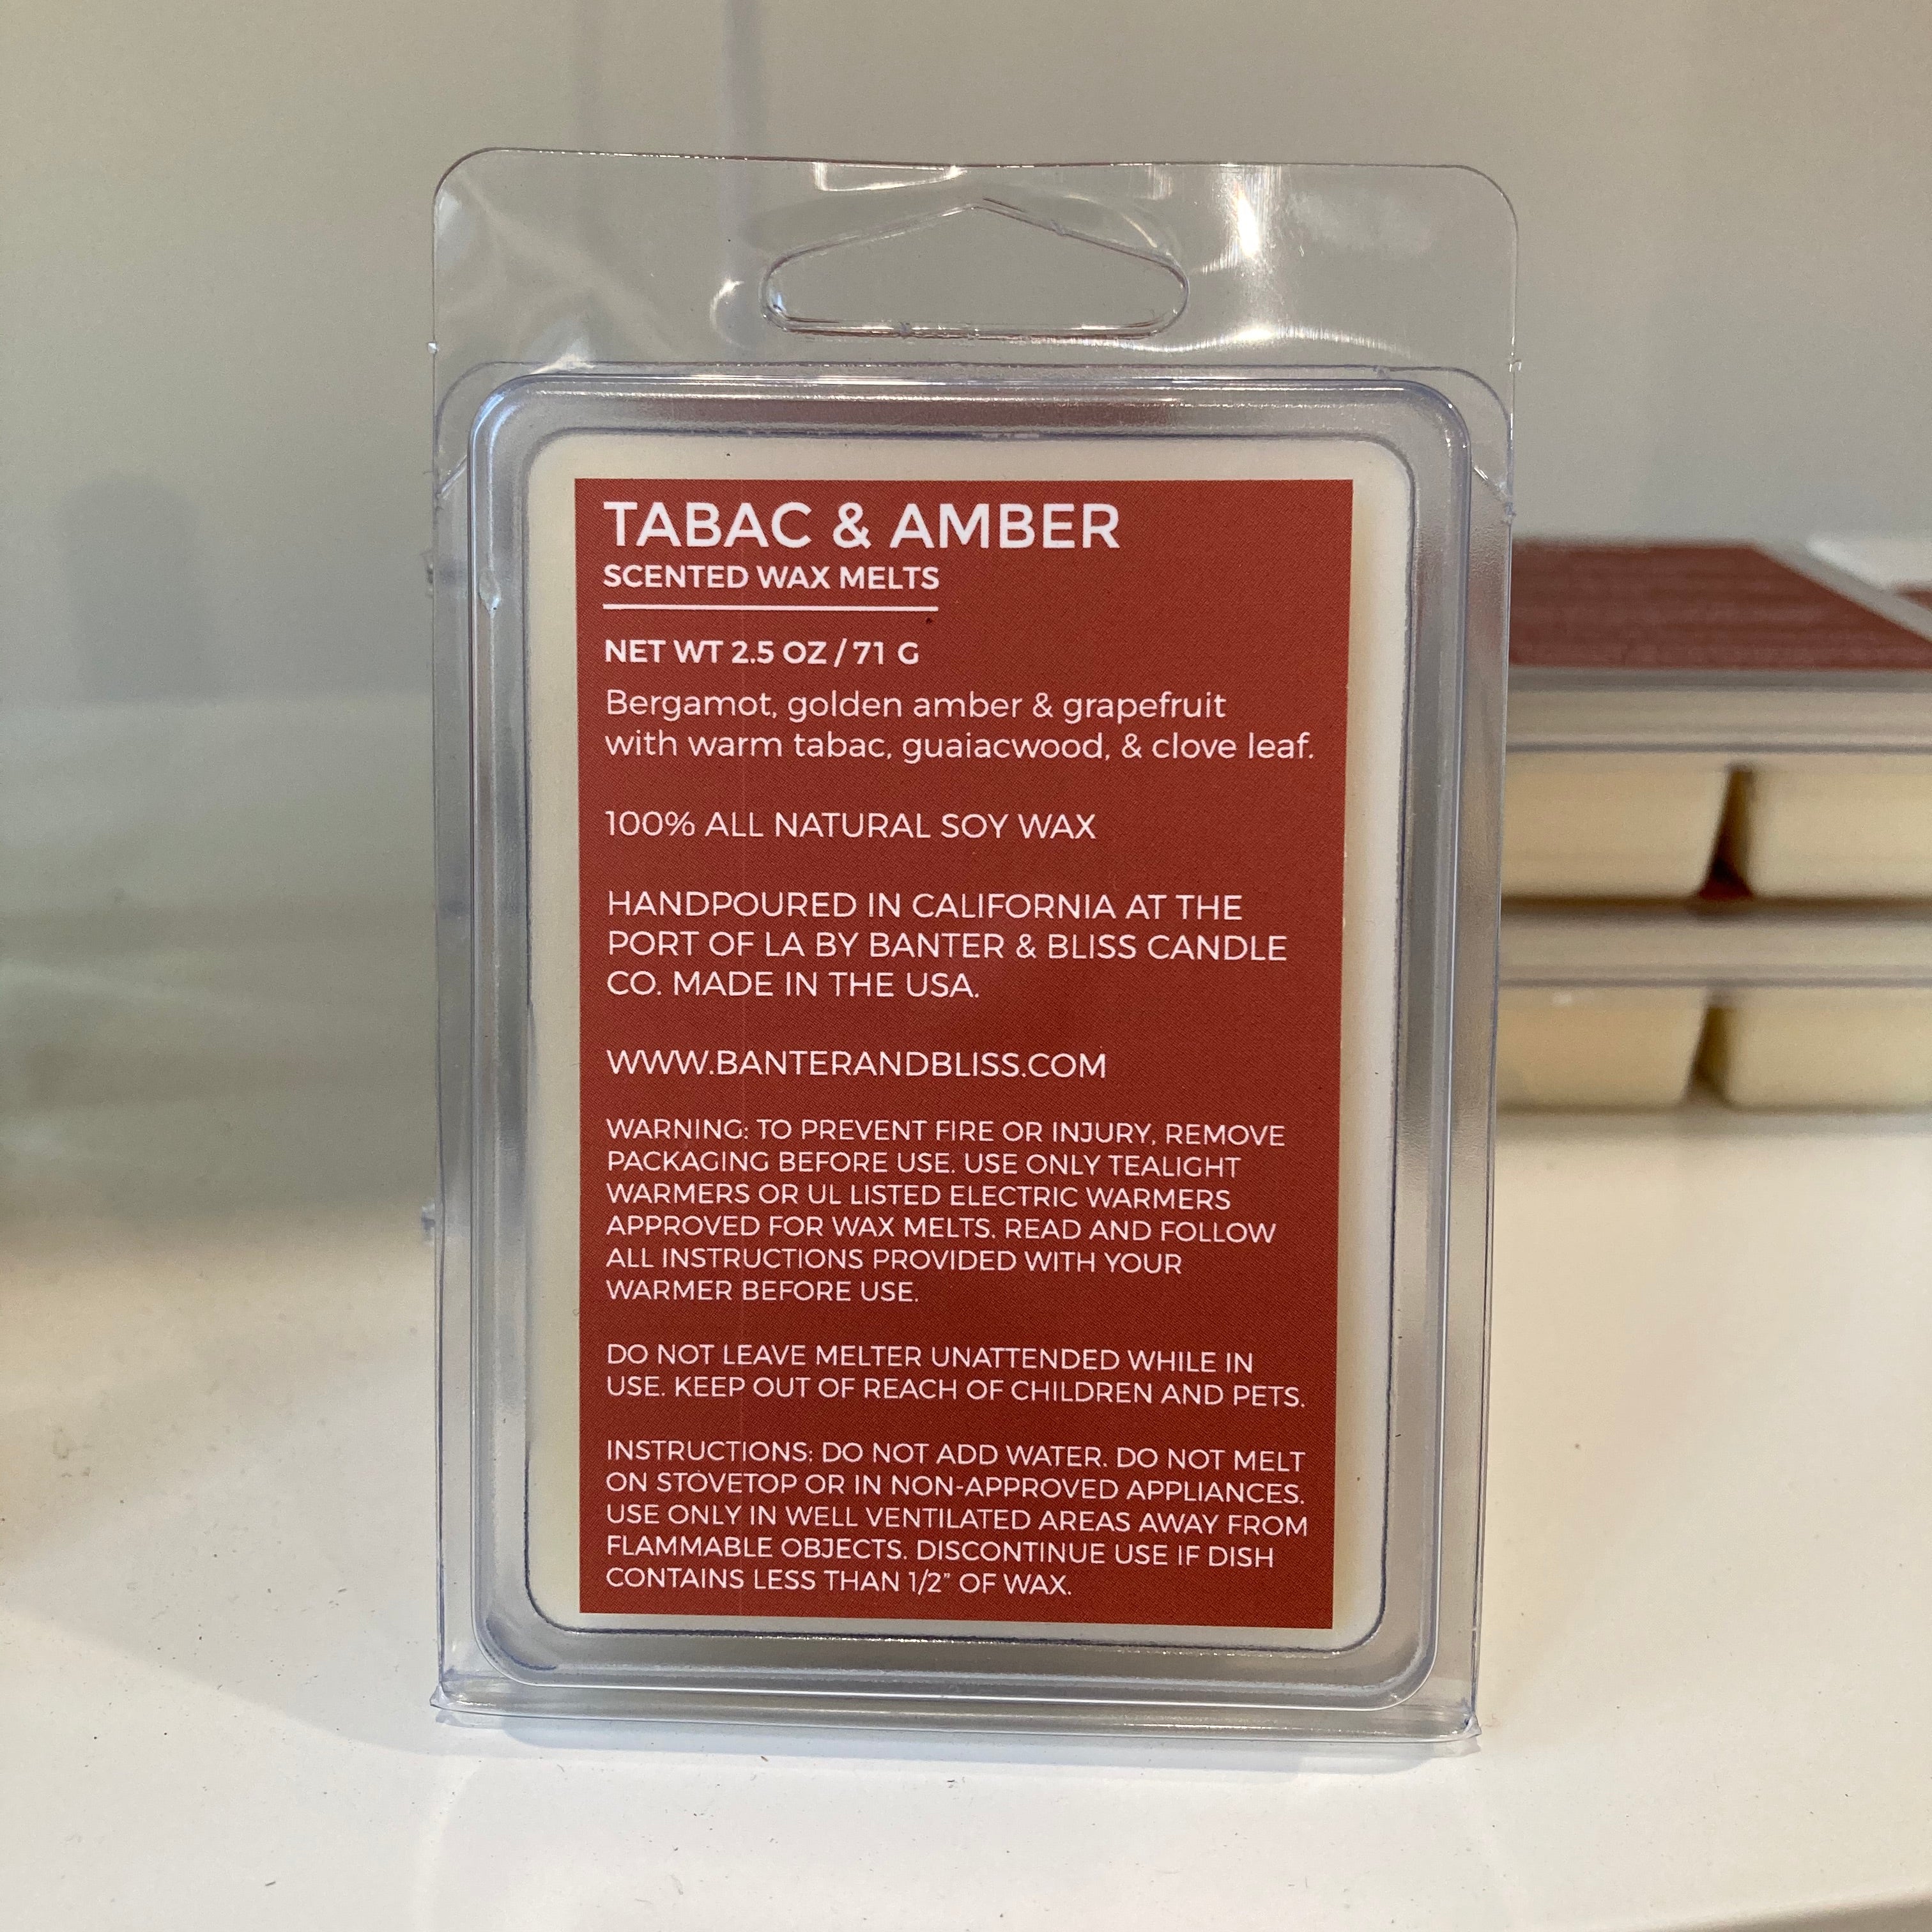 TABAC & AMBER
SCENTED WAX MELTS
NET WT 2.5 OZ / 71 G
Bergamot, golden amber & grapefruit
with warm tabac, guaiacwood, & clove leaf.
100% ALL NATURAL SOY WAX
HANDPOURED IN CALIFORNIA AT THE
PORT OF LA BY BANTER & BLISS CANDLE
CO. MADE IN THE USA.
WWW.BANTERANDBLISS.COM
WARNING: TO PREVENT FIRE OR INJURY, REMOVE
PACKAGING BEFORE USE. USE ONLY TEALIGHT
WARMERS OR UL LISTED ELECTRIC WARMERS
APPROVED FOR WAX MELTS. READ AND FOLLOW
ALL INSTRUCTIONS PROVIDED WITH YOUR
WARMER BEFORE USE.
DO NOT LEAVE MELTER UNATTENDED WHILE IN
USE. KEEP OUT OF REACH OF CHILDREN AND PETS.
INSTRUCTIONS: DO NOT ADD WATER. DO NOT MELT
ON STOVETOP OR IN NON-APPROVED APPLIANCES.
USE ONLY IN WELL VENTILATED AREAS AWAY FROM
FLAMMABLE OBJECTS. DISCONTINUE USE IF DISH
CONTAINS LESS THAN 1/2" OF WAX.